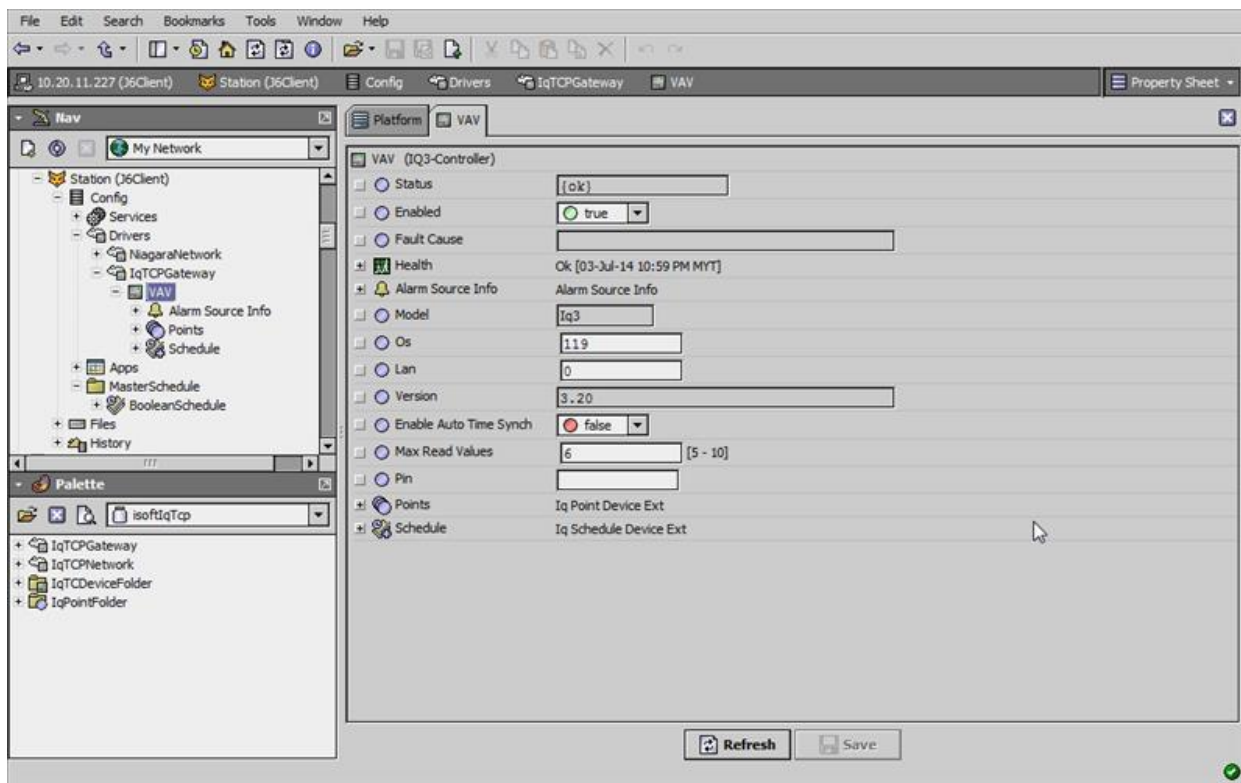 File Edit Search Bookmarks Tools Window Help
10.20.11.227 (J6Client) Station (J6Client) Config Drivers IqTCPGateway VAV Property Sheet
Nav
My Network
Station (J6Client)
Config
Services
Drivers
NiagaraNetwork
IqTCPGateway
VAV
Alarm Source Info
Points
Schedule
Apps
MasterSchedule
BooleanSchedule
Files
History
Palette
isoftIqTcp
IqTCPGateway
IqTCPNetwork
IqTCDeviceFolder
IqPointFolder
Platform VAV
VAV (IQ3-Controller)
Status {ok}
Enabled true
Fault Cause
Health Ok [03-Jul-14 10:59 PM MYT]
Alarm Source Info Alarm Source Info
Model Iq3
Os 119
Lan 0
Version 3.20
Enable Auto Time Synch false
Max Read Values 6 [5 - 10]
Pin
Points Iq Point Device Ext
Schedule Iq Schedule Device Ext
Refresh Save